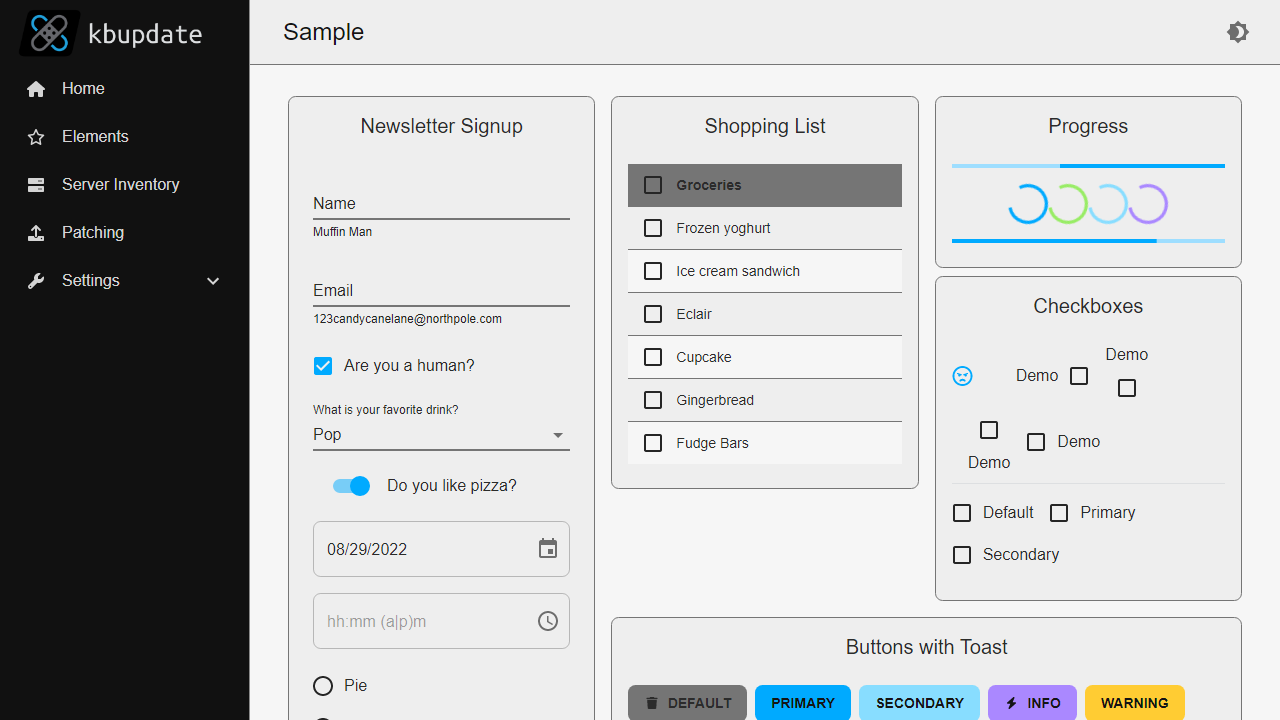 kbupdate
Home
Elements
Server Inventory
Patching
Settings
Sample
Newsletter Signup
Name
Muffin Man
Email
123candycanelane@northpole.com
Are you a human?
What is your favorite drink?
Pop
Do you like pizza?
08/29/2022
hh:mm (a|p)m
Pie
Shopping List
Groceries
Frozen yoghurt
Ice cream sandwich
Eclair
Cupcake
Gingerbread
Fudge Bars
Progress
Checkboxes
Demo
Demo
Demo
Demo
Default Primary
Secondary
Buttons with Toast
DEFAULT PRIMARY SECONDARY INFO WARNING